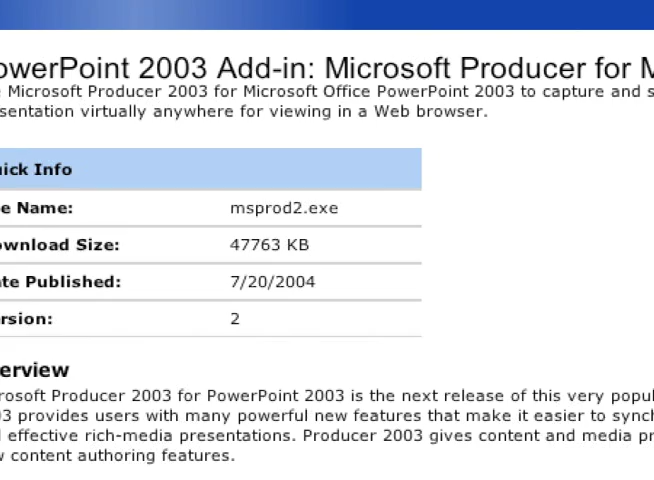 owerPoint 2003 Add-in: Microsoft Producer for M
Microsoft Producer 2003 for Microsoft Office PowerPoint 2003 to capture and s
sentation virtually anywhere for viewing in a Web browser.
uick Info
e Name: msprod2.exe
ownload Size: 47763 KB
ate Published: 7/20/2004
rsion: 2
erview
rosoft Producer 2003 for PowerPoint 2003 is the next release of this very popul
03 provides users with many powerful new features that make it easier to synch
l effective rich-media presentations. Producer 2003 gives content and media pr
w content authoring features.